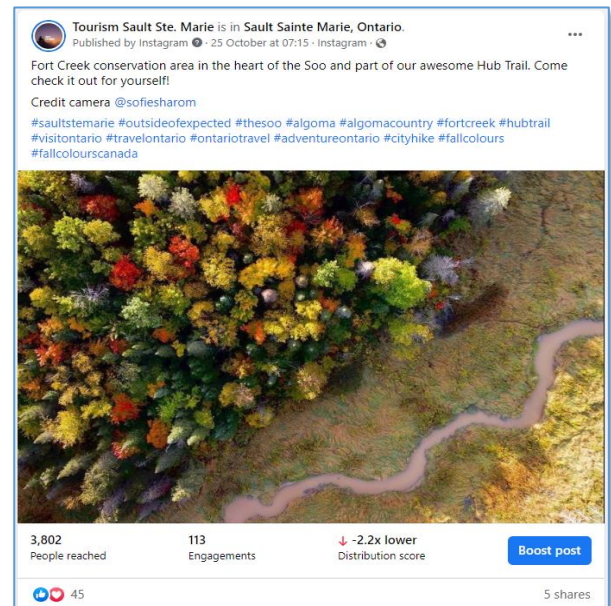 Tourism Sault Ste. Marie is in Sault Sainte Marie, Ontario.
Published by Instagram · 25 October at 07:15 · Instagram ·
Fort Creek conservation area in the heart of the Soo and part of our awesome Hub Trail. Come
check it out for yourself!
Credit camera @sofiesharom
#saultstemarie #outsideofexpected #thesoo #algoma #algomacountry #fortcreek #hubtrail
#visitontario #travelontario #ontariotravel #adventureontario #cityhike #fallcolours
#fallcolourscanada
3,802 113 -2.2x lower
People reached Engagements Distribution score Boost post
45 5 shares